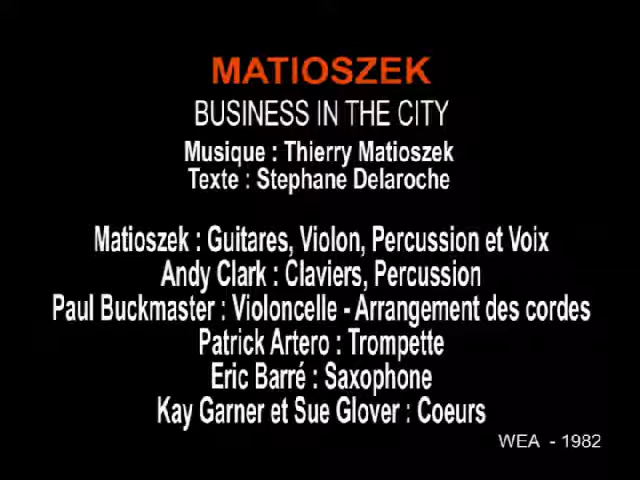 MATIOSZEK
BUSINESS IN THE CITY
Musique : Thierry Matioszek
Texte : Stephane Delaroche
Matioszek : Guitares, Violon, Percussion et Voix
Andy Clark : Claviers, Percussion
Paul Buckmaster : Violoncelle - Arrangement des cordes
Patrick Artero : Trompette
Eric Barré : Saxophone
Kay Garner et Sue Glover : Coeurs
WEA - 1982